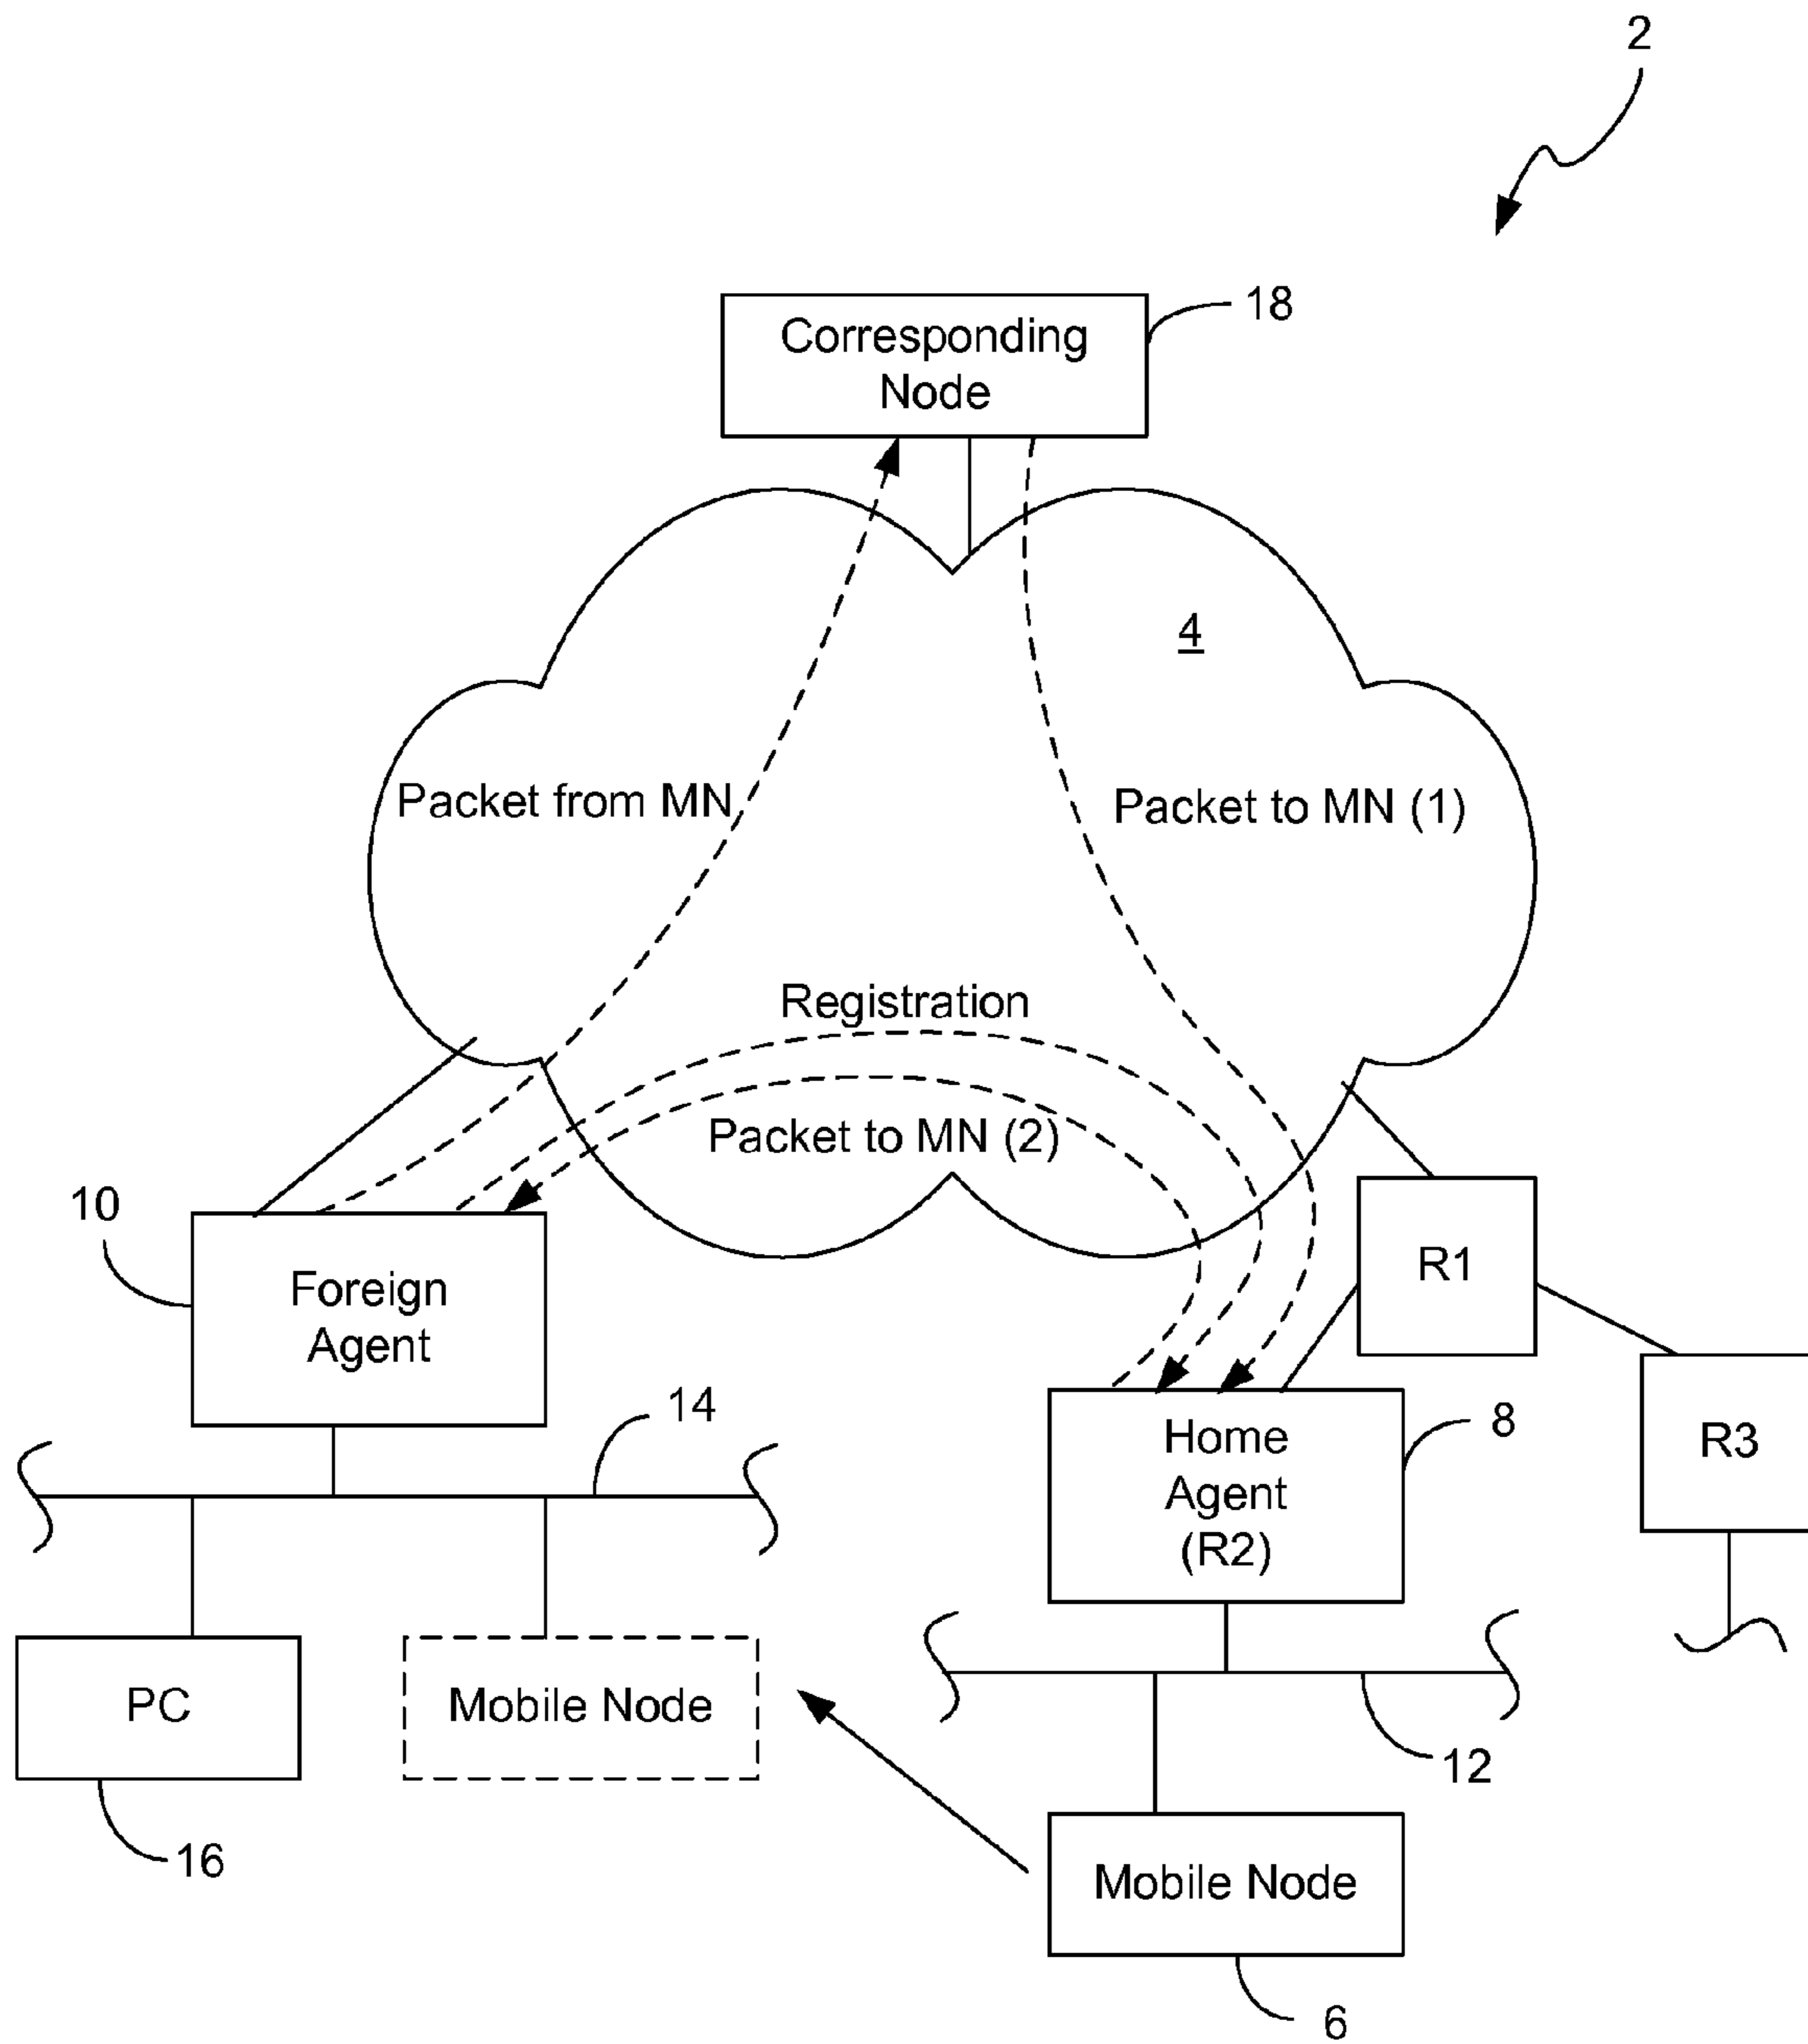 2
Corresponding
Node
18
4
Packet from MN
Packet to MN (1)
Registration
Packet to MN (2)
10
Foreign
Agent
R1
14
Home
Agent
(R2)
8
R3
PC
Mobile Node
12
16
Mobile Node
6